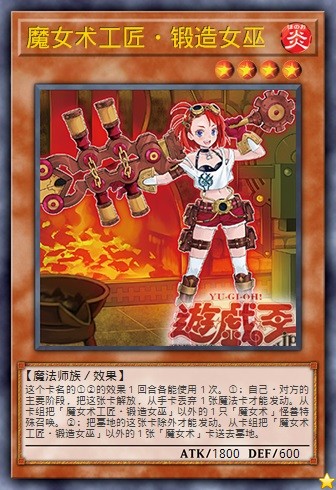 魔女术工匠·锻造女巫
炎
YU-GI-OH!
遊戯王
【魔法师族／效果】
这个卡名的①②的效果1回合各能使用1次。①：自己·对方的
主要阶段，把这张卡解放，从手卡丢弃1张魔法卡才能发动。从
卡组把「魔女术工匠·锻造女巫」以外的1只「魔女术」怪兽特
殊召唤。②：把墓地的这张卡除外才能发动。从卡组把「魔女术
工匠·锻造女巫」以外的1张「魔女术」卡送去墓地。
ATK/1800 DEF/600